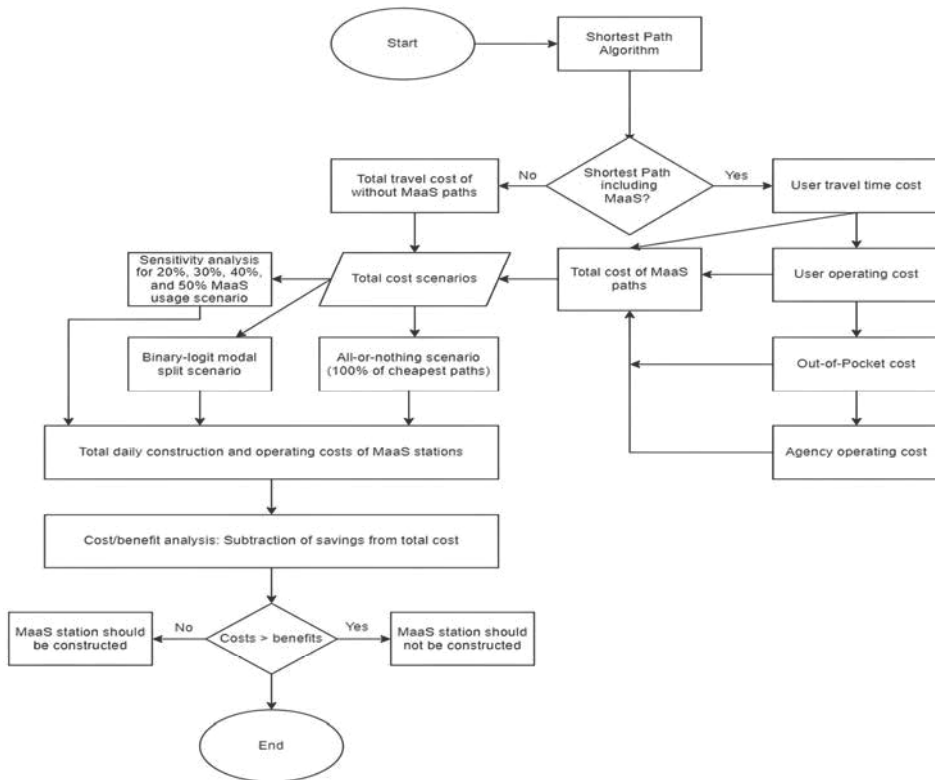 Start
Shortest Path
Algorithm
Total travel cost of
without MaaS paths
No
Shortest Path
including
MaaS?
Yes
User travel time cost
Sensitivity analysis
for 20%, 30%, 40%,
and 50% MaaS
usage scenario
Total cost scenarios
Total cost of MaaS
paths
User operating cost
Binary-logit modal
split scenario
All-or-nothing scenario
(100% of cheapest paths)
Out-of-Pocket cost
Total daily construction and operating costs of MaaS stations
Agency operating cost
Cost/benefit analysis: Subtraction of savings from total cost
MaaS station should
be constructed
No
Costs > benefits
Yes
MaaS station should
not be constructed
End